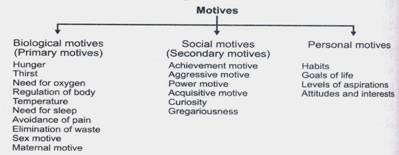 Motives
Biological motives
(Primary motives)
Hunger
Thirst
Need for oxygen
Regulation of body
Temperature
Need for sleep
Avoidance of pain
Elimination of waste
Sex motive
Maternal motive
Social motives
(Secondary motives)
Achievement motive
Aggressive motive
Power motive
Acquisitive motive
Curiosity
Gregariousness
Personal motives
Habits
Goals of life
Levels of aspirations
Attitudes and interests